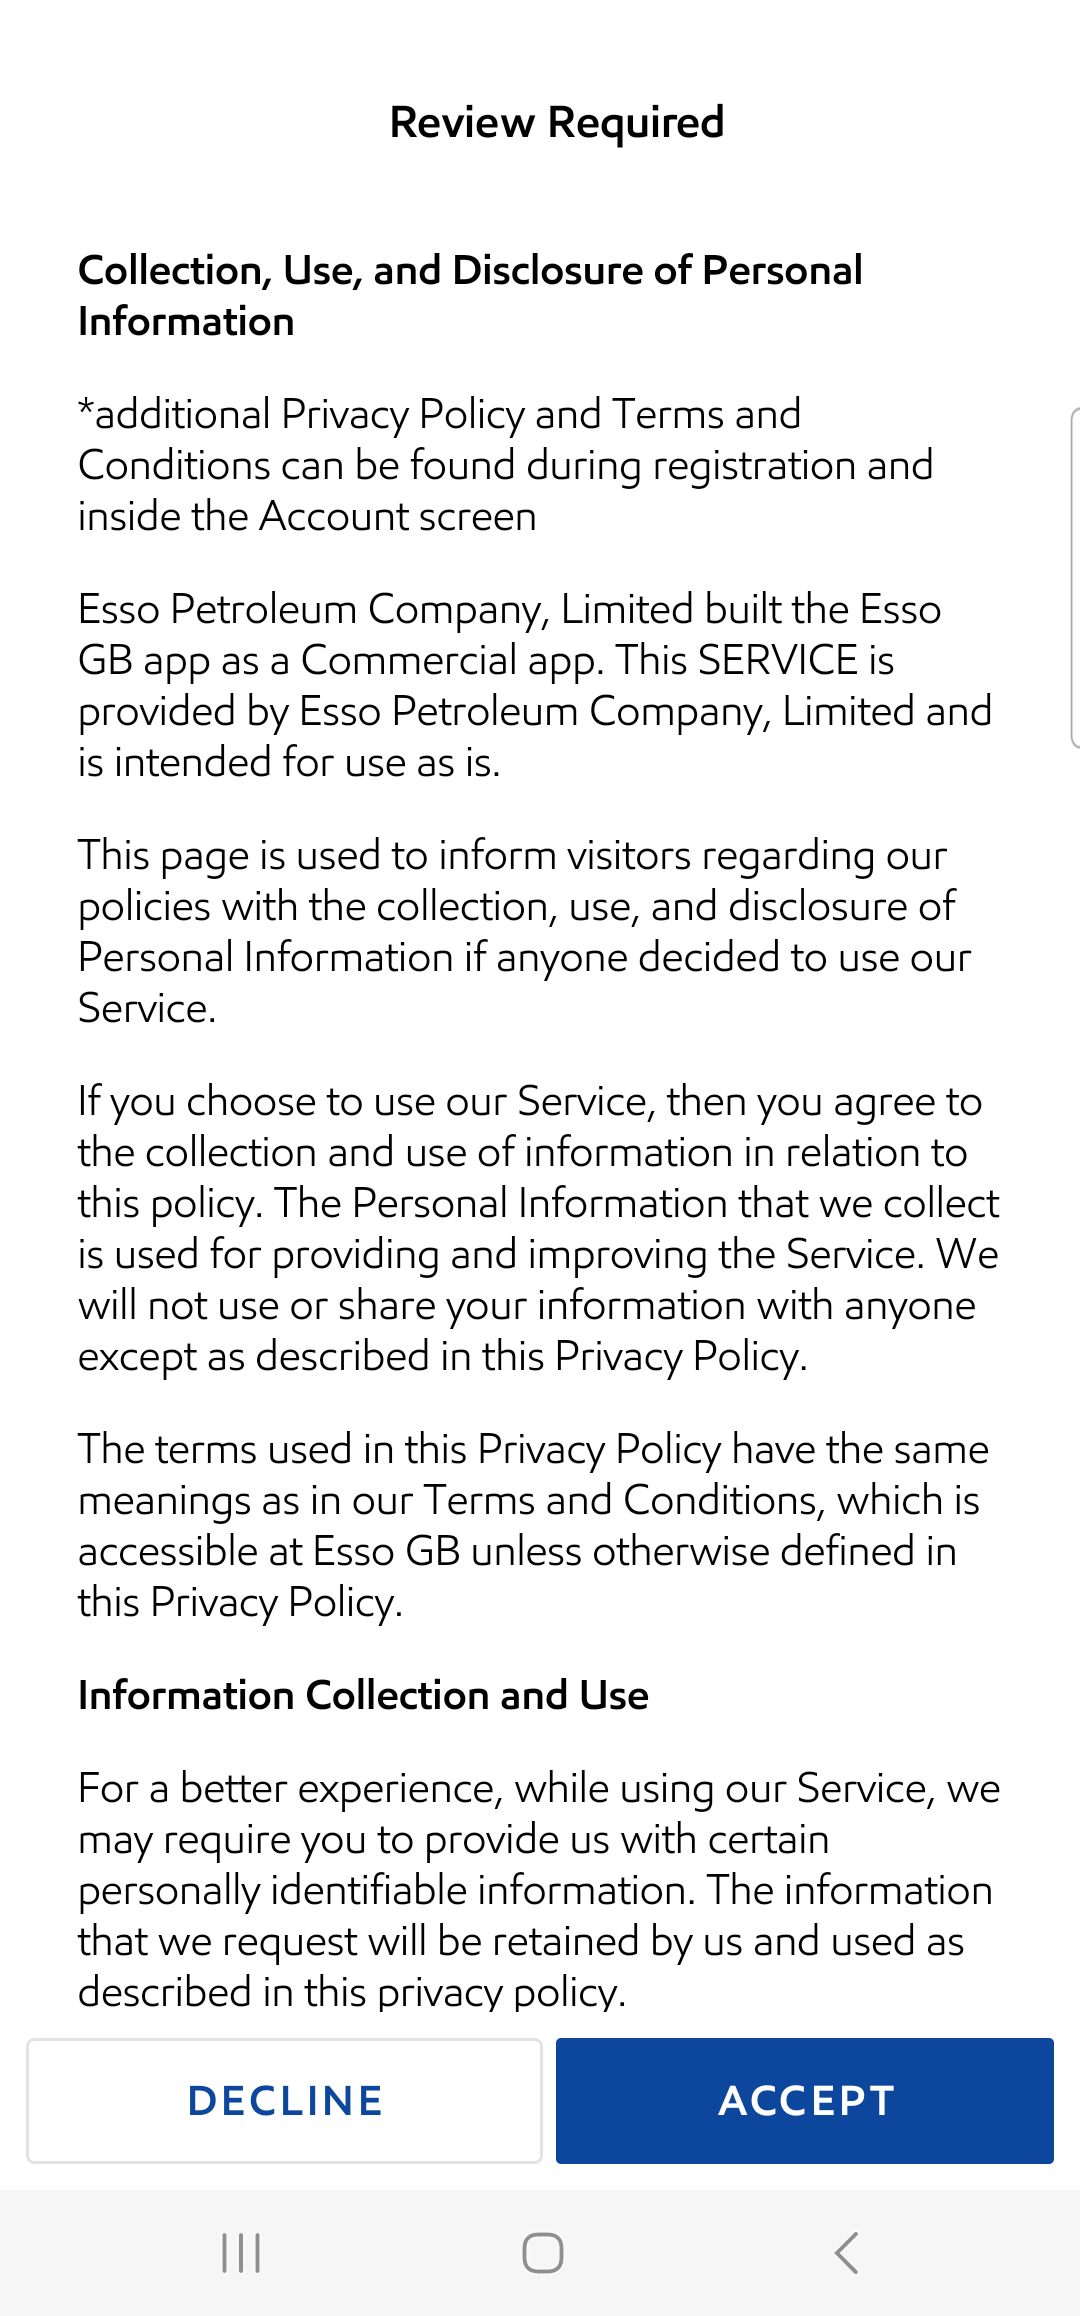 Review Required
Collection, Use, and Disclosure of Personal
Information
*additional Privacy Policy and Terms and
Conditions can be found during registration and
inside the Account screen
Esso Petroleum Company, Limited built the Esso
GB app as a Commercial app. This SERVICE is
provided by Esso Petroleum Company, Limited and
is intended for use as is.
This page is used to inform visitors regarding our
policies with the collection, use, and disclosure of
Personal Information if anyone decided to use our
Service.
If you choose to use our Service, then you agree to
the collection and use of information in relation to
this policy. The Personal Information that we collect
is used for providing and improving the Service. We
will not use or share your information with anyone
except as described in this Privacy Policy.
The terms used in this Privacy Policy have the same
meanings as in our Terms and Conditions, which is
accessible at Esso GB unless otherwise defined in
this Privacy Policy.
Information Collection and Use
For a better experience, while using our Service, we
may require you to provide us with certain
personally identifiable information. The information
that we request will be retained by us and used as
described in this privacy policy.
DECLINE
ACCEPT